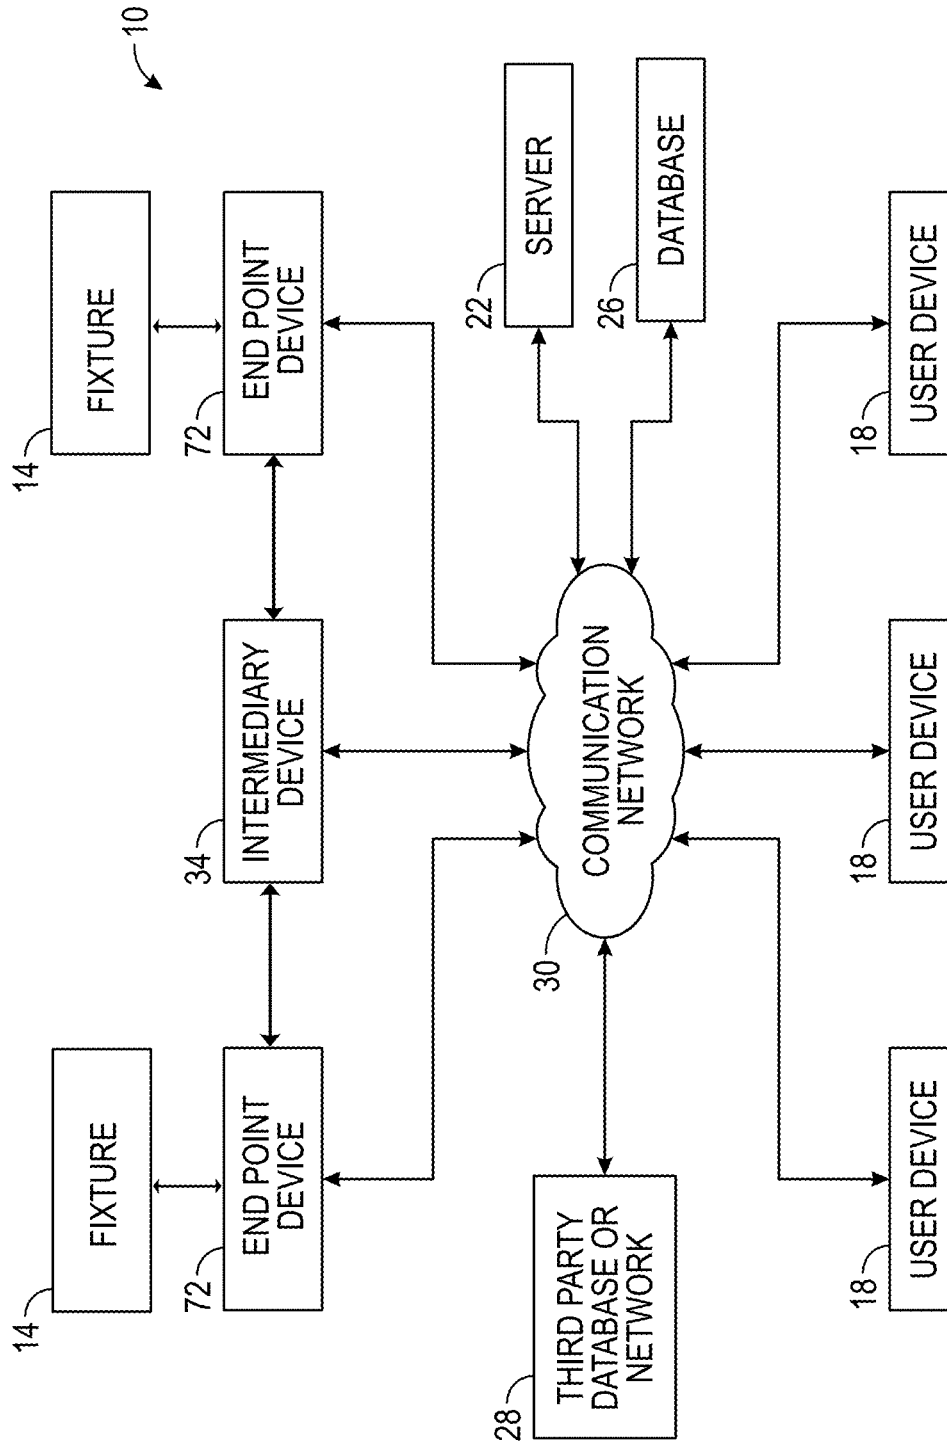 10
14
FIXTURE
14
FIXTURE
72
END POINT
DEVICE
34
INTERMEDIARY
DEVICE
72
END POINT
DEVICE
28
THIRD PARTY
DATABASE OR
NETWORK
30
COMMUNICATION
NETWORK
22
SERVER
26
DATABASE
18
USER DEVICE
18
USER DEVICE
18
USER DEVICE